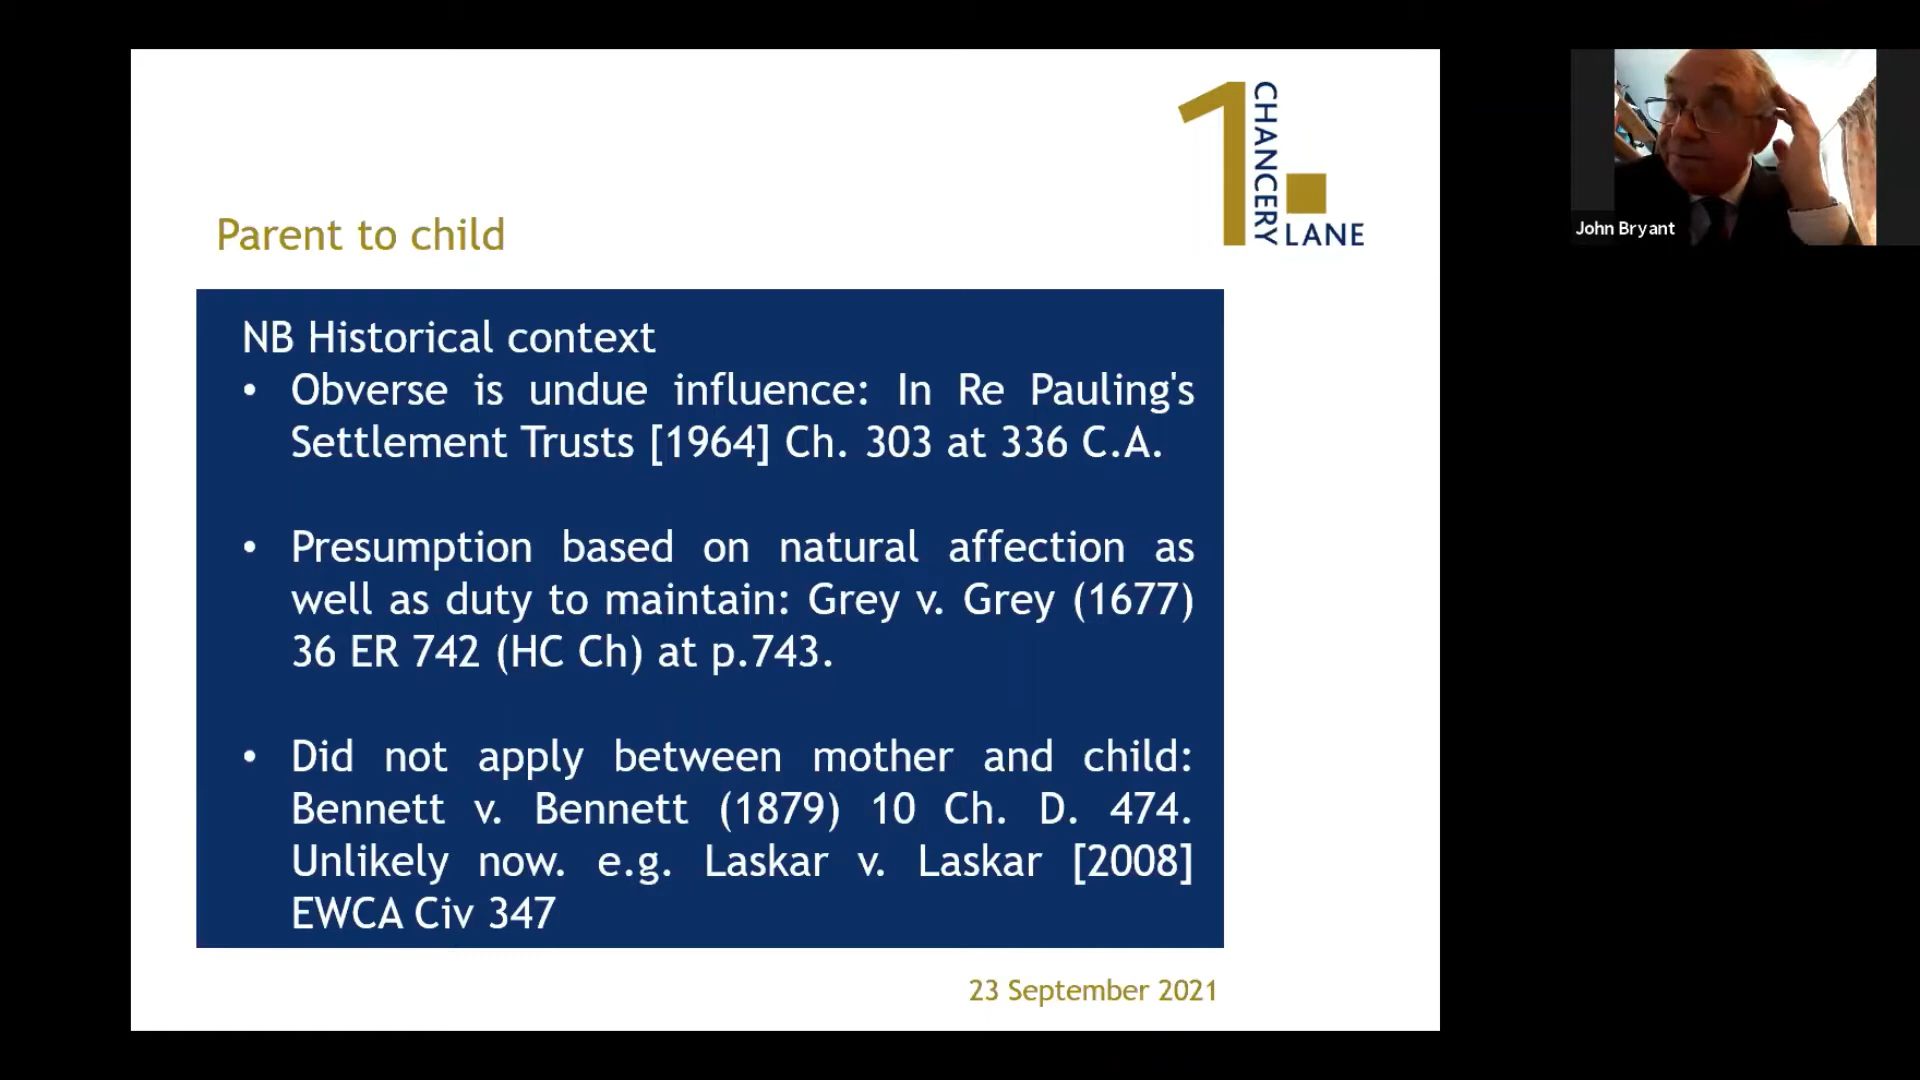 1 CHANCERY LANE
John Bryant
Parent to child
NB Historical context
• Obverse is undue influence: In Re Pauling's
Settlement Trusts [1964] Ch. 303 at 336 C.A.
• Presumption based on natural affection as
well as duty to maintain: Grey v. Grey (1677)
36 ER 742 (HC Ch) at p.743.
• Did not apply between mother and child:
Bennett v. Bennett (1879) 10 Ch. D. 474.
Unlikely now. e.g. Laskar v. Laskar [2008]
EWCA Civ 347
23 September 2021